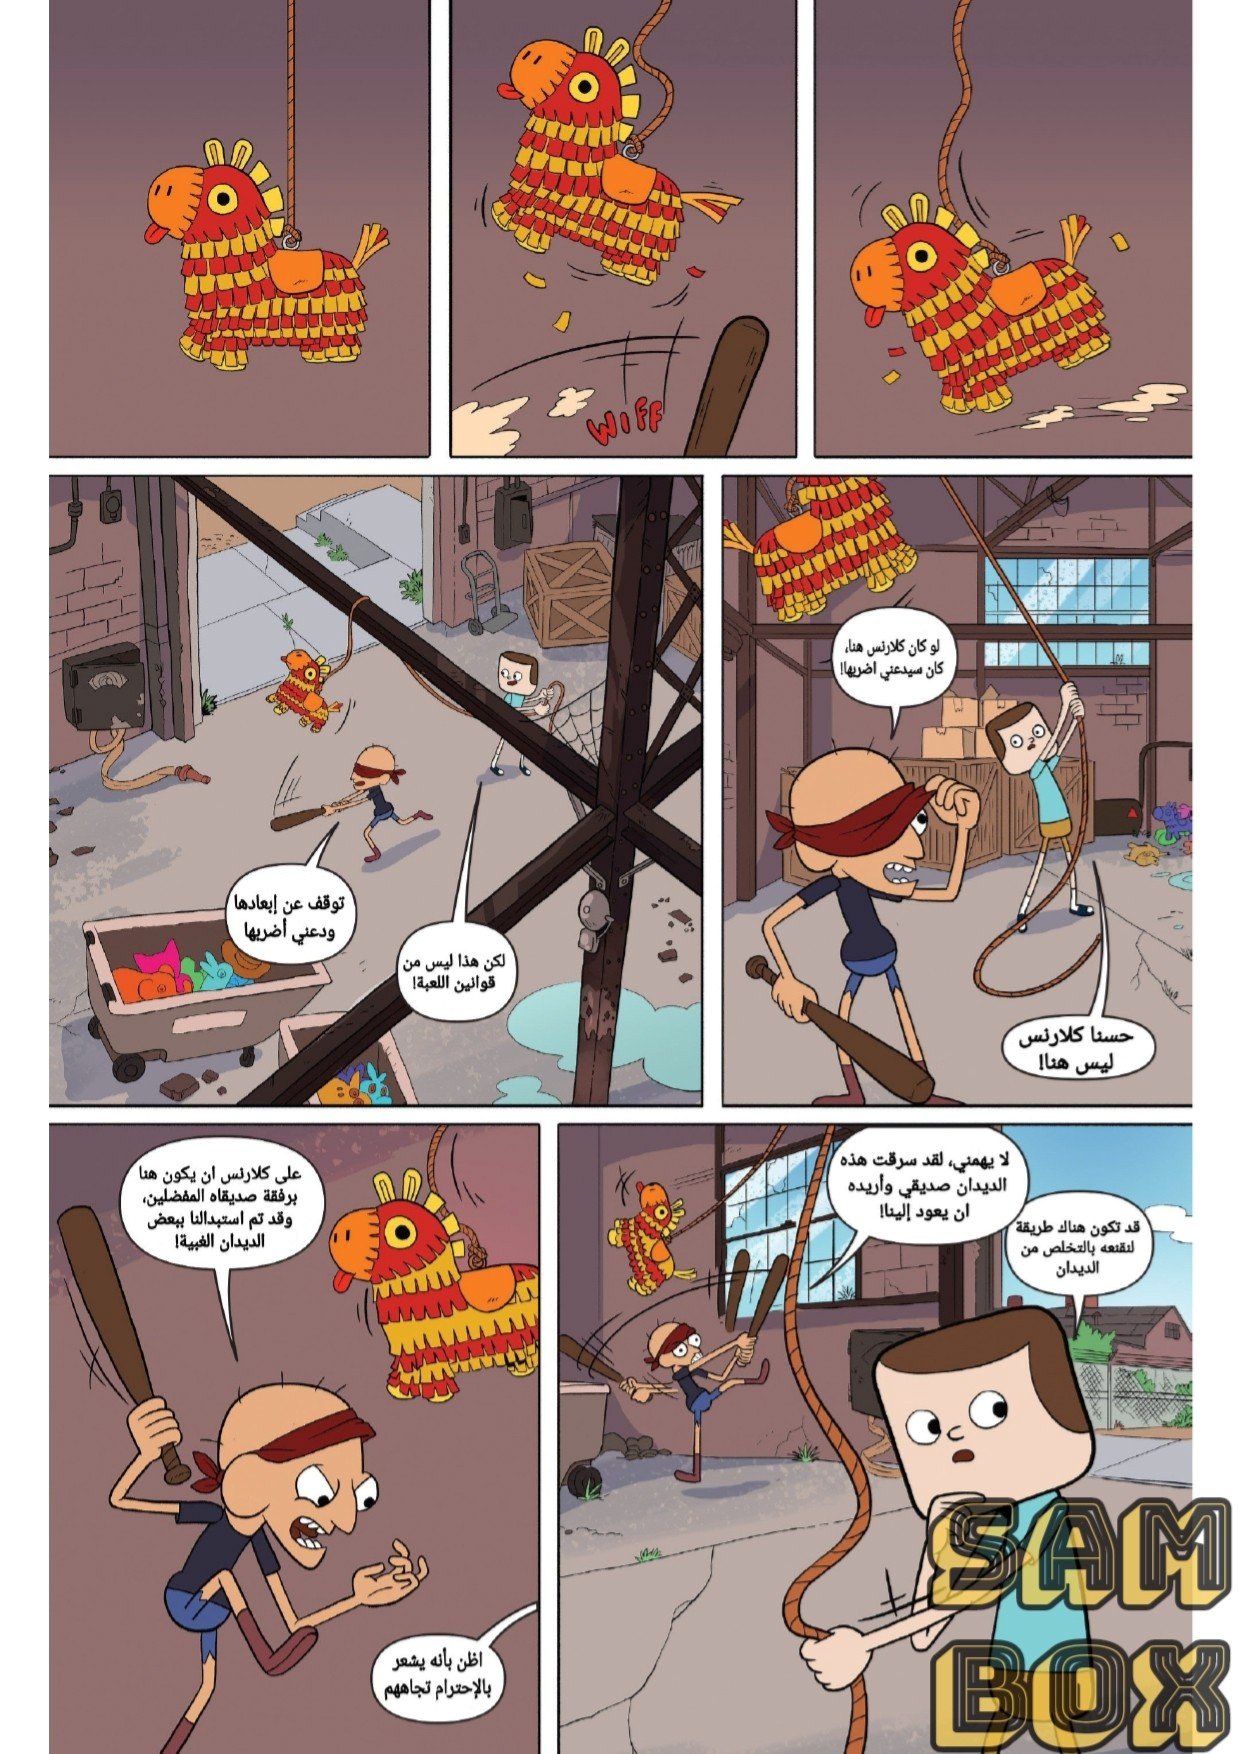 WIFF
توقف عن إبعادها
ودعني أضربها
لكن هذا ليس من
قوانين اللعبة!
لو كان كلارنس هنا،
كان سيدعني اضربها!
حسنا كلارنس
ليس هنا!
على كلارنس ان يكون هنا
برفقة صديقاه المفضلين،
وقد تم استبدالنا ببعض
الديدان الغبية!
اظن بأنه يشعر
بالإحترام تجاههم
لا يهمني، لقد سرقت هذه
الديدان صديقي وأريده
ان يعود إلينا!
قد تكون هناك طريقة
لنقنعه بالتخلص من
الديدان
SAM
BOX